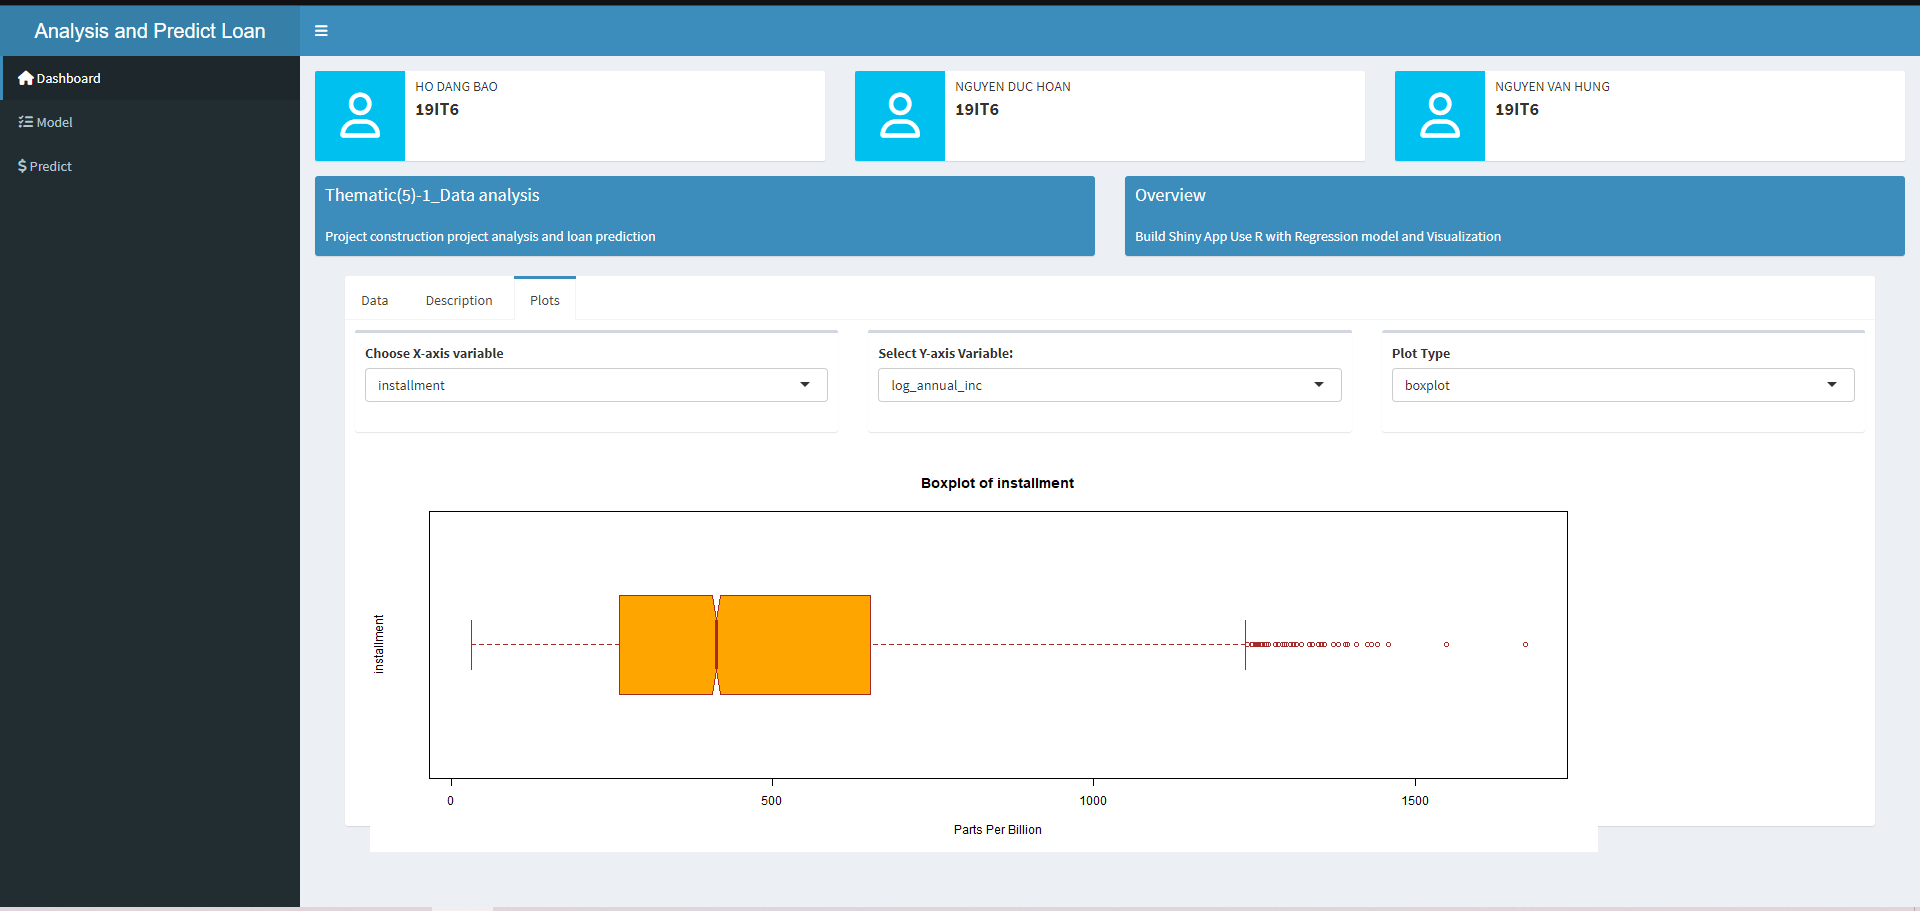 Analysis and Predict Loan
Dashboard
Model
Predict
HO DANG BAO
19IT6
NGUYEN DUC HOAN
19IT6
NGUYEN VAN HUNG
19IT6
Thematic(5)-1_Data analysis
Project construction project analysis and loan prediction
Overview
Build Shiny App Use R with Regression model and Visualization
Data
Description
Plots
Choose X-axis variable
installment
Select Y-axis Variable:
log_annual_inc
Plot Type
boxplot
Boxplot of installment
installment
0
500
1000
1500
Parts Per Billion